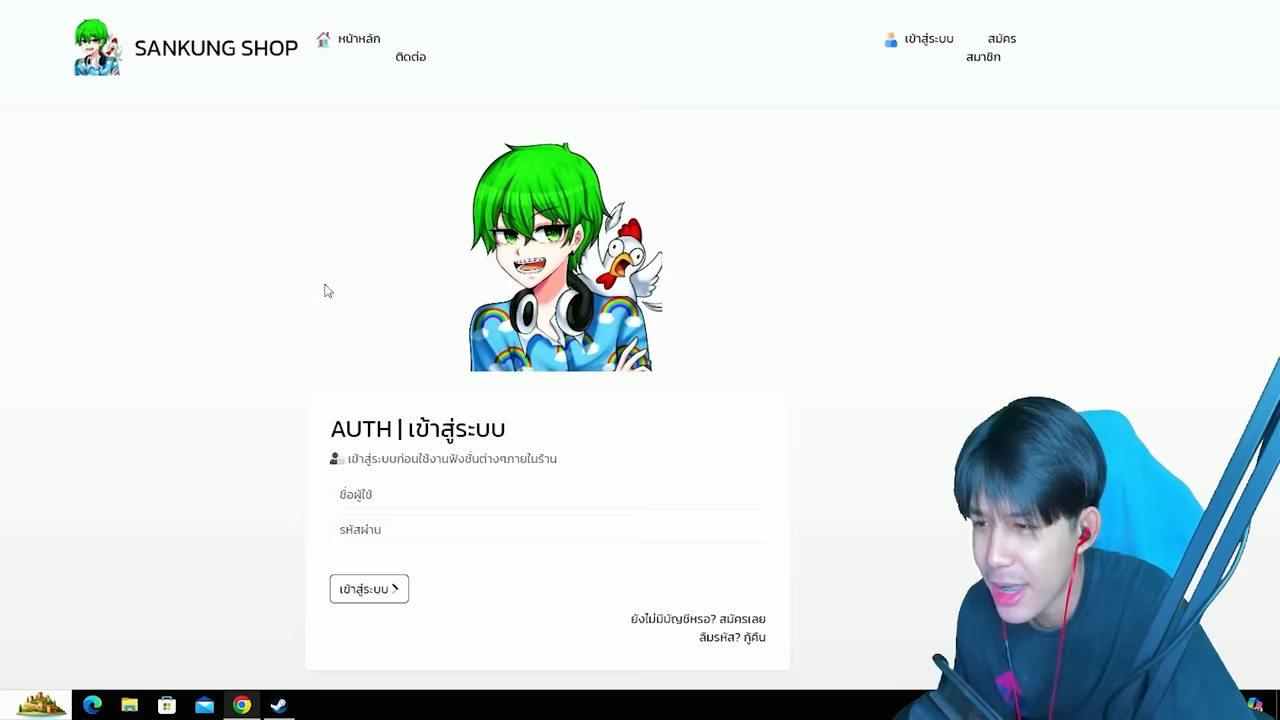 SANKUNG SHOP
หน้าหลัก
ติดต่อ
เข้าสู่ระบบ
สมัคร
สมาชิก
AUTH | เข้าสู่ระบบ
เข้าสู่ระบบก่อนใช้งานฟังชั่นต่างๆภายในร้าน
ชื่อผู้ใช้
รหัสผ่าน
เข้าสู่ระบบ >
ยังไม่มีบัญชีหรอ? สมัครเลย
ลืมรหัส? กู้คืน